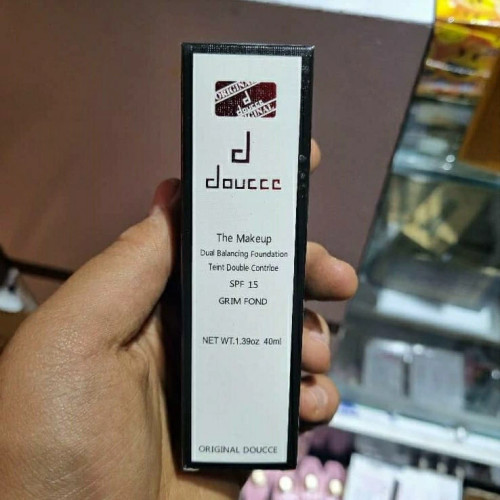 ORIGINAL
d
doucce
ORIGINAL
d
doucce
The Makeup
Dual Balancing Foundation
Teint Double Contribe
SPF 15
GRIM FOND
NET WT.1.39oz 40ml
ORIGINAL DOUCCE